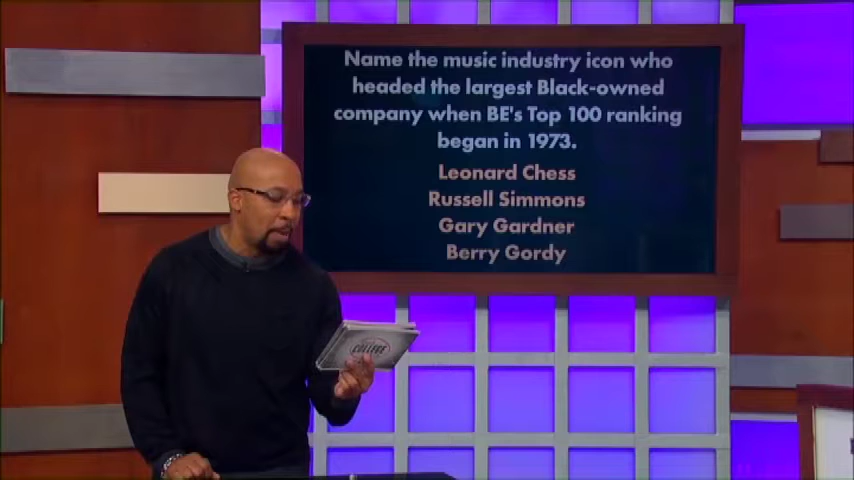 Name the music industry icon who
headed the largest Black-owned
company when BE's Top 100 ranking
began in 1973.
Leonard Chess
Russell Simmons
Gary Gardner
Berry Gordy
COLLEGE